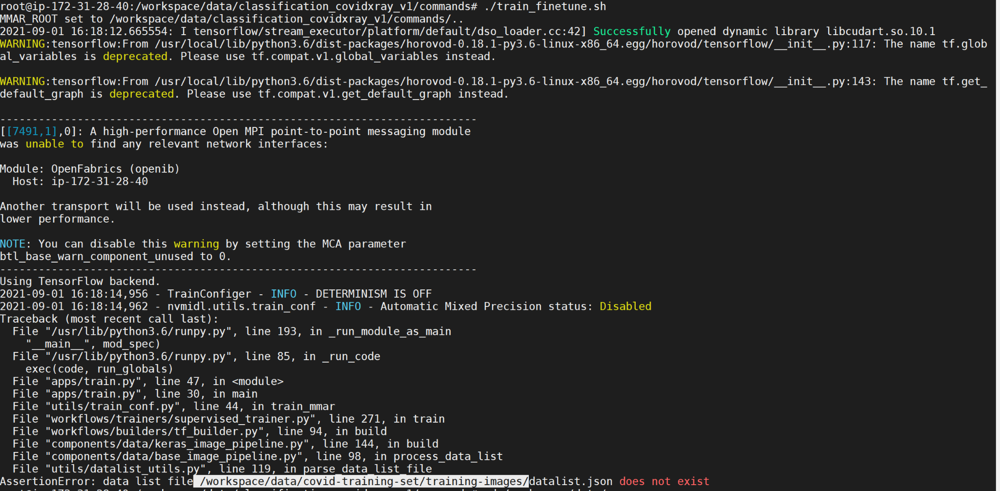 root@ip-172-31-28-40:/workspace/data/classification_covidxray_v1/commands# ./train_finetune.sh
MMAR_ROOT set to /workspace/data/classification_covidxray_v1/commands/..
2021-09-01 16:18:12.665554: I tensorflow/stream_executor/platform/default/dso_loader.cc:42] Successfully opened dynamic library libcudart.so.10.1
WARNING:tensorflow:From /usr/local/lib/python3.6/dist-packages/horovod-0.18.1-py3.6-linux-x86_64.egg/horovod/tensorflow/__init__.py:117: The name tf.glob
al_variables is deprecated. Please use tf.compat.v1.global_variables instead.
WARNING:tensorflow:From /usr/local/lib/python3.6/dist-packages/horovod-0.18.1-py3.6-linux-x86_64.egg/horovod/tensorflow/__init__.py:143: The name tf.get_
default_graph is deprecated. Please use tf.compat.v1.get_default_graph instead.
--------------------------------------------------------------------------
[[7491,1],0]: A high-performance Open MPI point-to-point messaging module
was unable to find any relevant network interfaces:
Module: OpenFabrics (openib)
  Host: ip-172-31-28-40
Another transport will be used instead, although this may result in
lower performance.
NOTE: You can disable this warning by setting the MCA parameter
btl_base_warn_component_unused to 0.
--------------------------------------------------------------------------
Using TensorFlow backend.
2021-09-01 16:18:14,956 - TrainConfiger - INFO - DETERMINISM IS OFF
2021-09-01 16:18:14,962 - nvmidl.utils.train_conf - INFO - Automatic Mixed Precision status: Disabled
Traceback (most recent call last):
  File "/usr/lib/python3.6/runpy.py", line 193, in _run_module_as_main
    "__main__", mod_spec)
  File "/usr/lib/python3.6/runpy.py", line 85, in _run_code
    exec(code, run_globals)
  File "apps/train.py", line 47, in <module>
  File "apps/train.py", line 30, in main
  File "utils/train_conf.py", line 44, in train_mmar
  File "workflows/trainers/supervised_trainer.py", line 271, in train
  File "workflows/builders/tf_builder.py", line 94, in build
  File "components/data/keras_image_pipeline.py", line 144, in build
  File "components/data/base_image_pipeline.py", line 98, in process_data_list
  File "utils/datalist_utils.py", line 119, in parse_data_list_file
AssertionError: data list file /workspace/data/covid-training-set/training-images/datalist.json does not exist